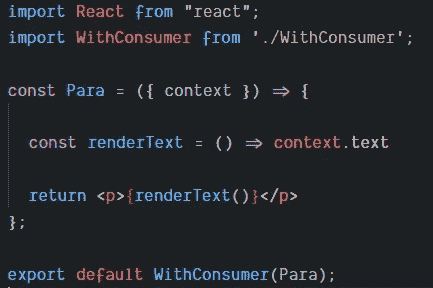 import React from "react";
import WithConsumer from './WithConsumer';
const Para = ({ context }) => {
const renderText = () => context.text
return <p>{renderText()}</p>
};
export default WithConsumer(Para);